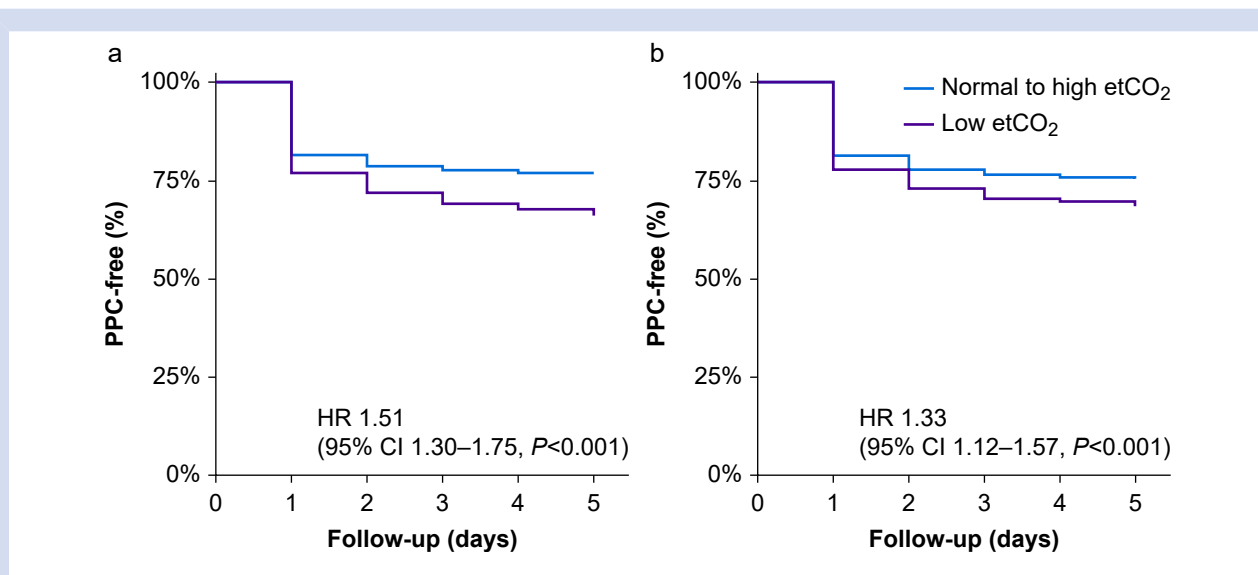 a
PPC-free (%)
100%
75%
50%
25%
0%
HR 1.51
(95% CI 1.30–1.75, P<0.001)
0 1 2 3 4 5
Follow-up (days)
b
PPC-free (%)
100%
75%
50%
25%
0%
Normal to high etCO₂
Low etCO₂
HR 1.33
(95% CI 1.12–1.57, P<0.001)
0 1 2 3 4 5
Follow-up (days)